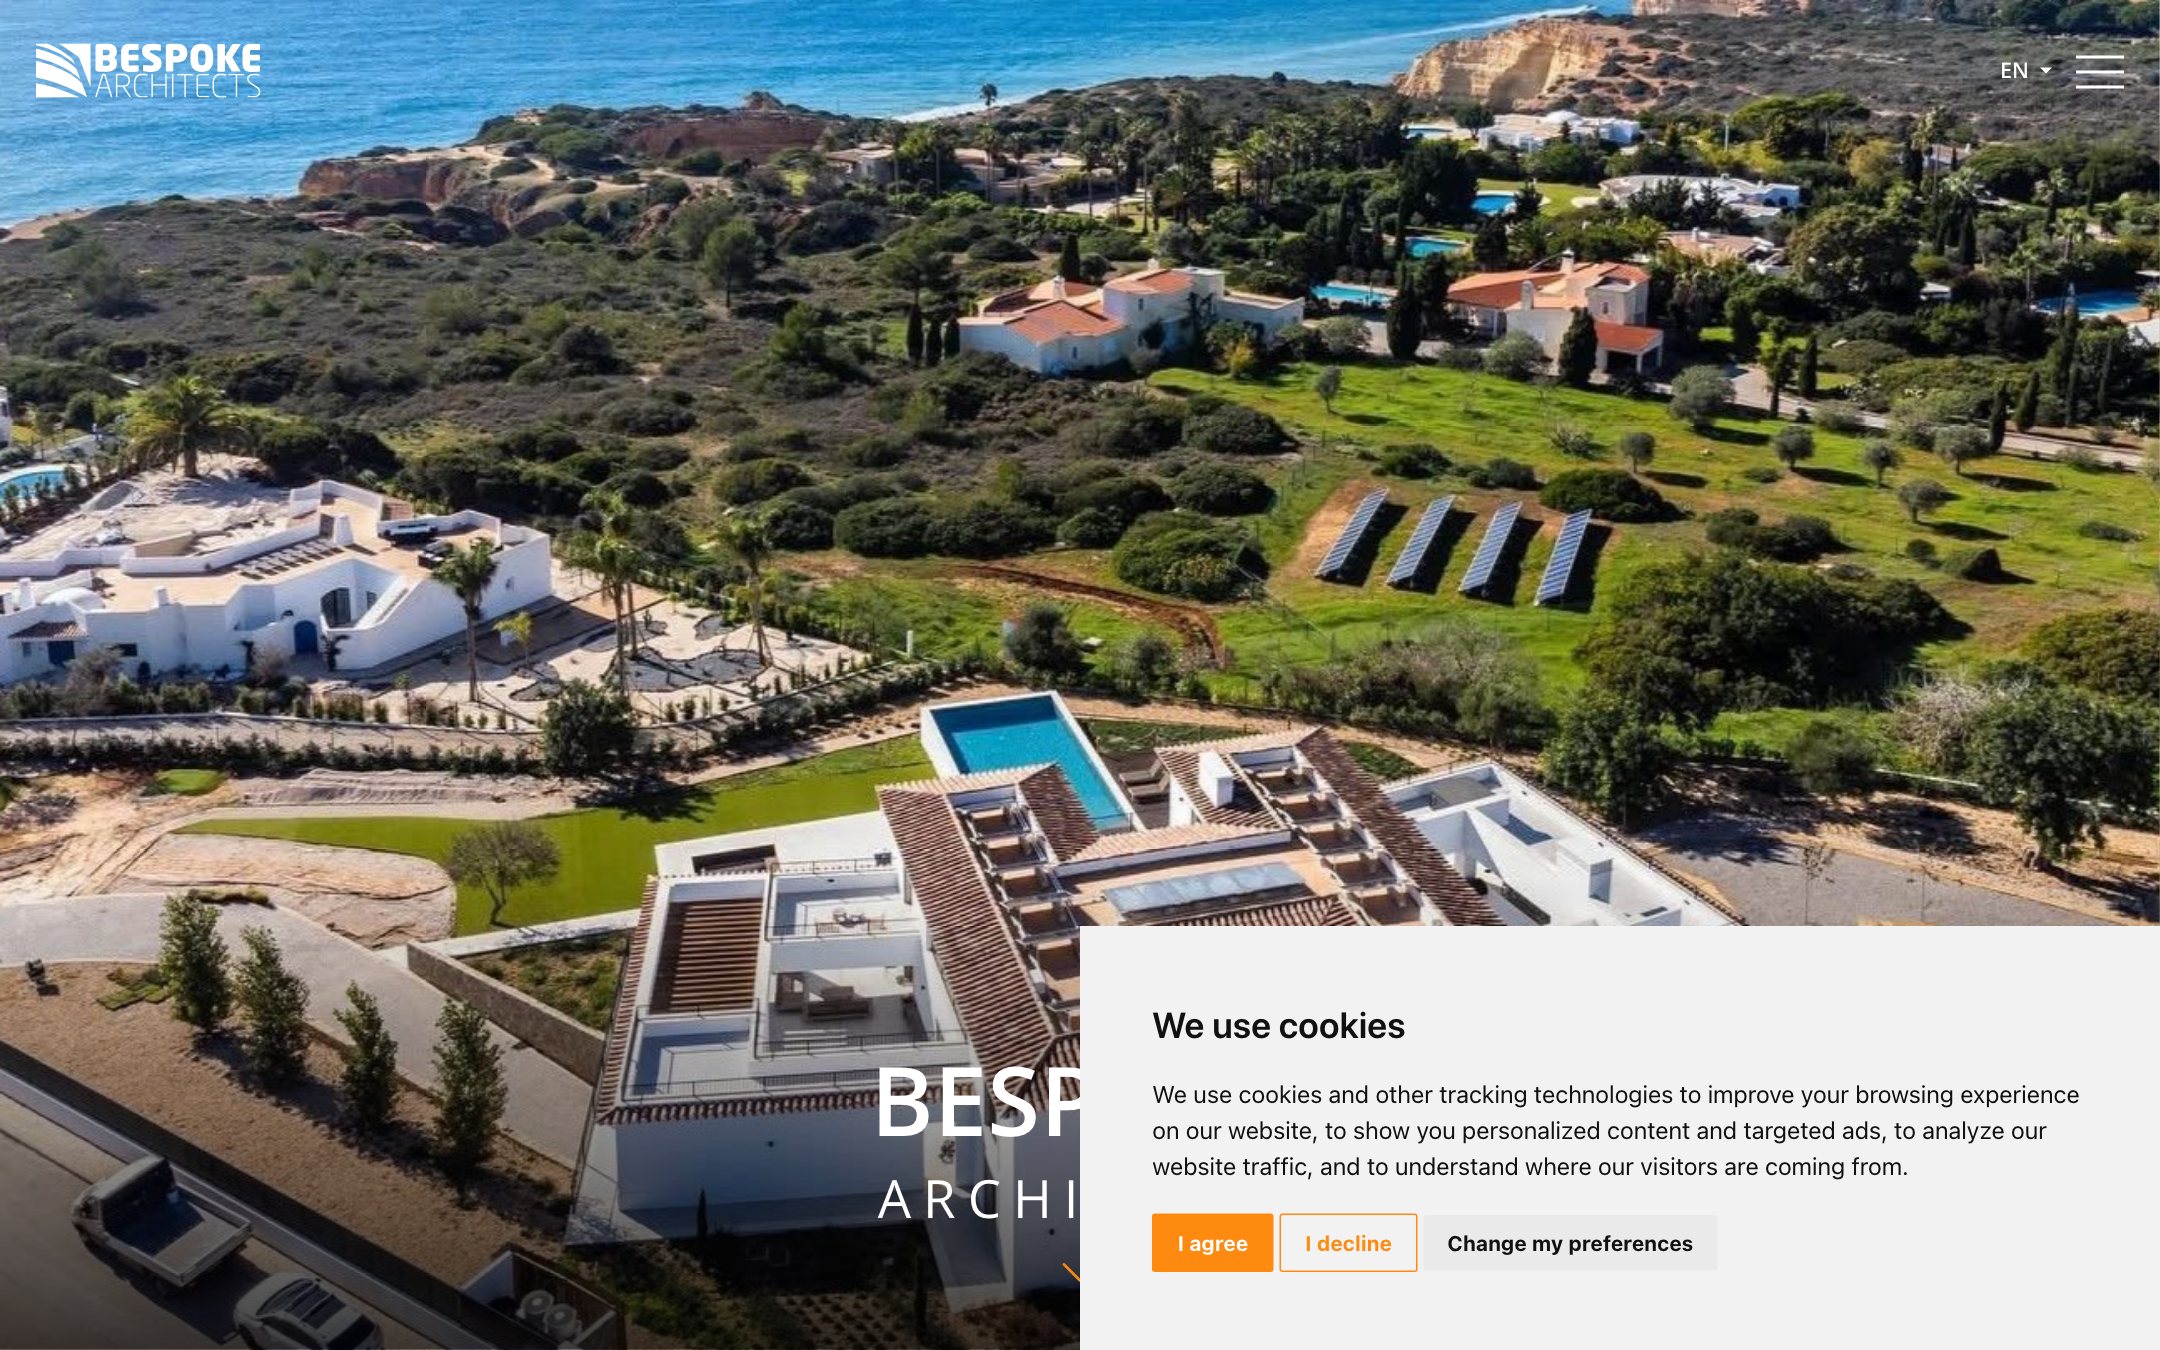 BESPOKE
ARCHITECTS
EN
BESP
ARCHI
We use cookies
We use cookies and other tracking technologies to improve your browsing experience
on our website, to show you personalized content and targeted ads, to analyze our
website traffic, and to understand where our visitors are coming from.
I agree
I decline
Change my preferences